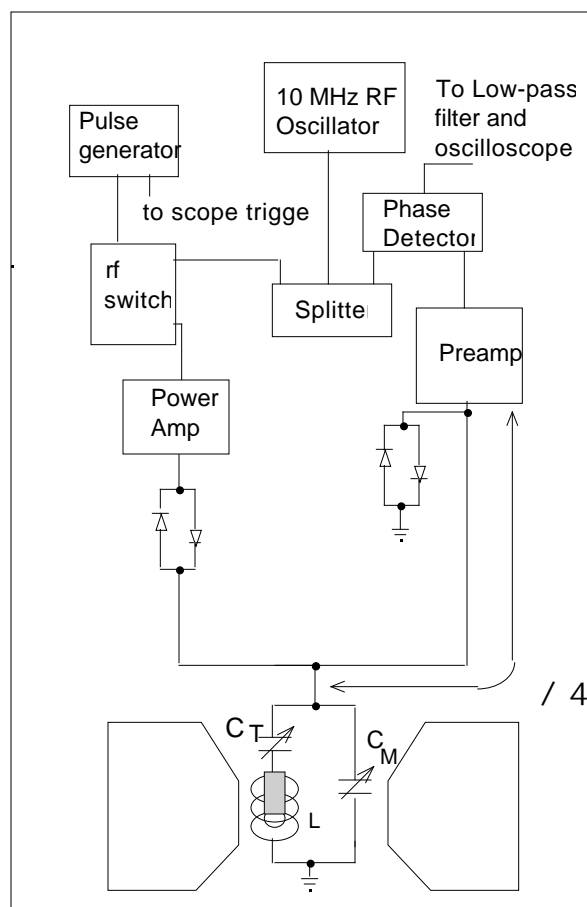 10 MHz RF
Oscillator
To Low-pass
filter and
oscilloscope
Pulse
generator
to scope trigge
Phase
Detector
rf
switch
Splitte
Preamp
Power
Amp
/ 4
C T
C M
L